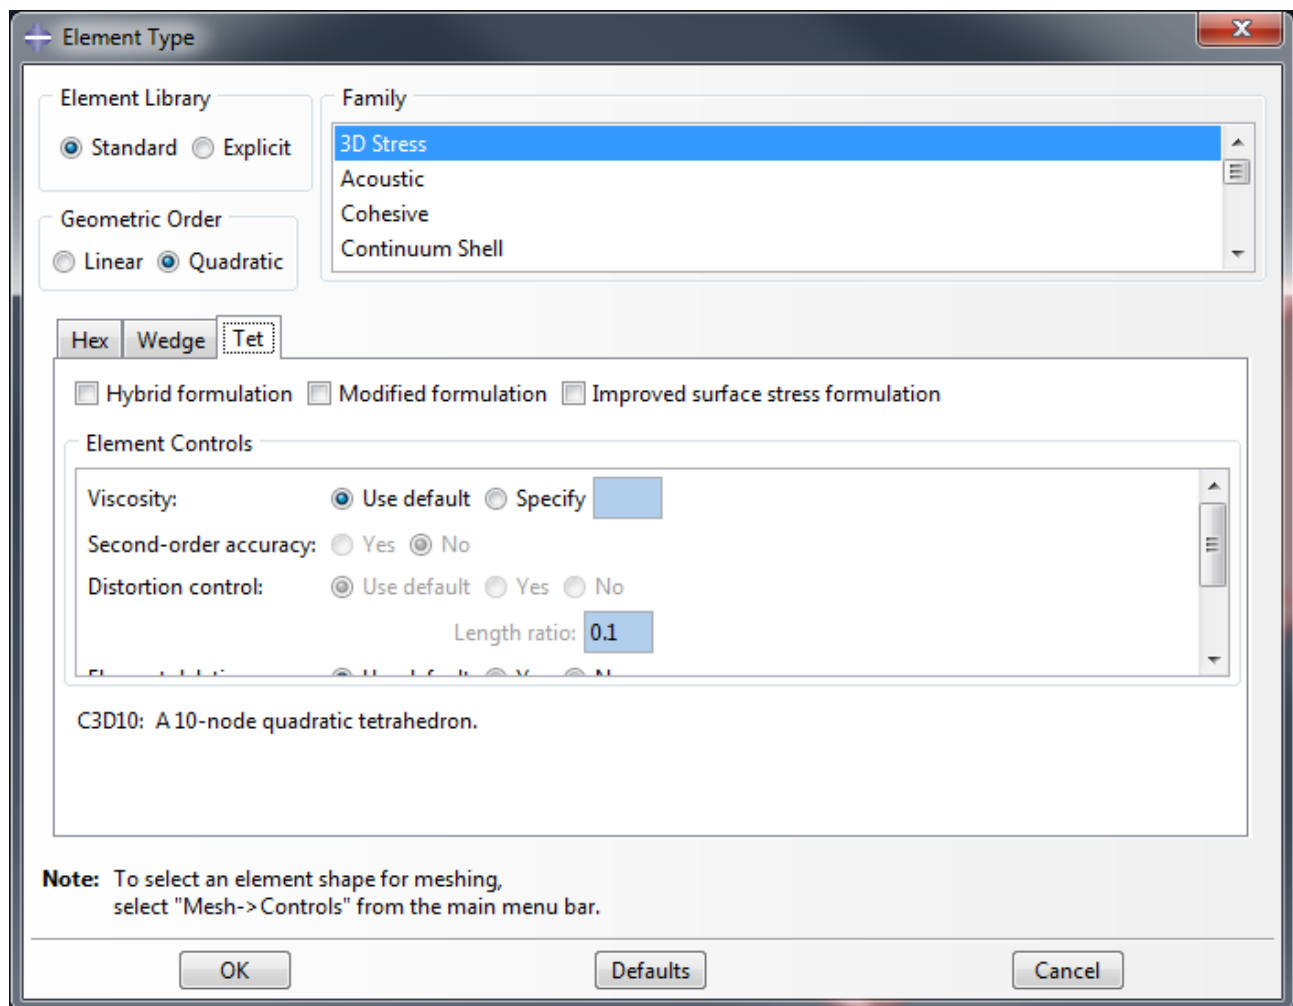 Element Type
Element Library
Standard Explicit
Family
3D Stress
Acoustic
Cohesive
Continuum Shell
Geometric Order
Linear Quadratic
Hex Wedge Tet
Hybrid formulation Modified formulation Improved surface stress formulation
Element Controls
Viscosity: Use default Specify
Second-order accuracy: Yes No
Distortion control: Use default Yes No
Length ratio: 0.1
C3D10: A 10-node quadratic tetrahedron.
Note: To select an element shape for meshing,
select "Mesh->Controls" from the main menu bar.
OK Defaults Cancel